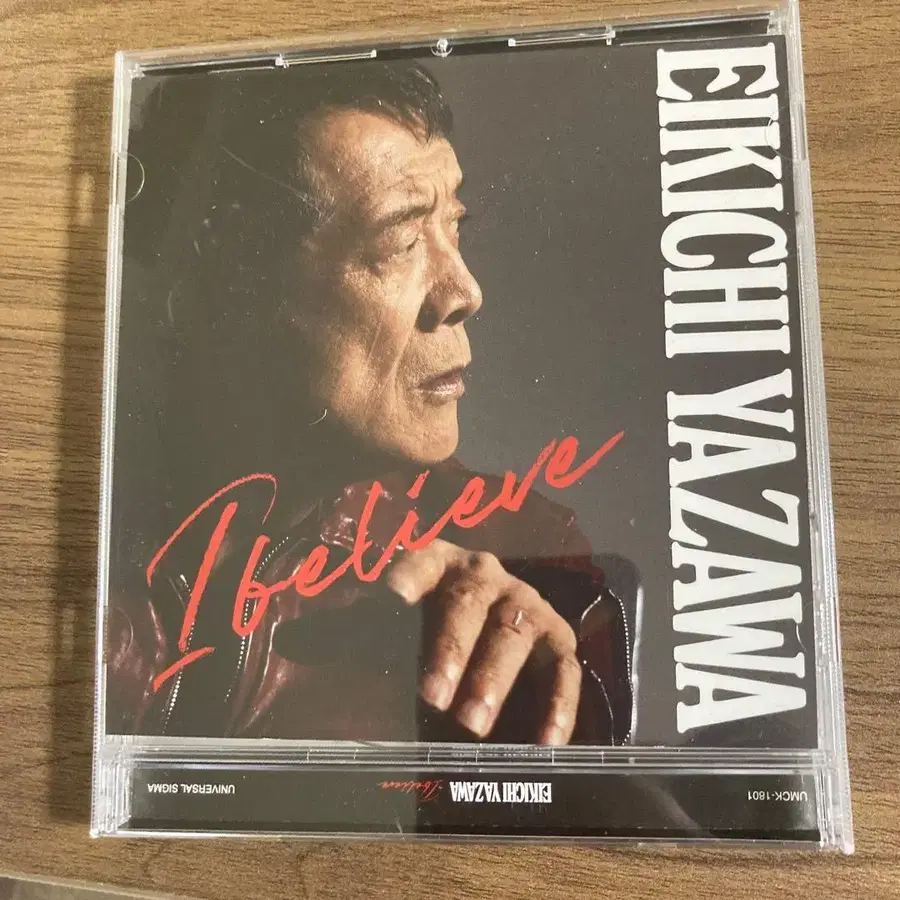 EIKICHI YAZAWA
I believe
UNIVERSAL SIGMA
EIKICHI YAZAWA I believe
UMCK-1801